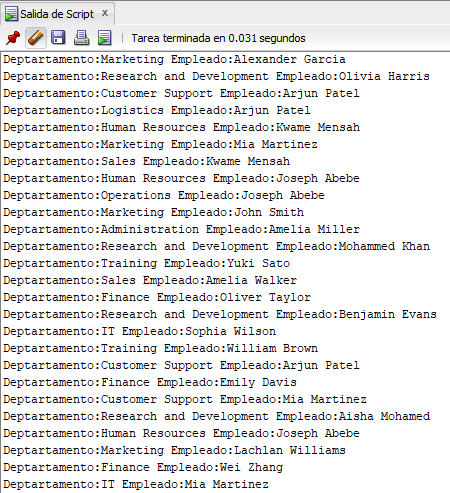 Salida de Script x
Tarea terminada en 0.031 segundos
Deptartamento:Marketing Empleado:Alexander Garcia
Deptartamento:Research and Development Empleado:Olivia Harris
Deptartamento:Customer Support Empleado:Arjun Patel
Deptartamento:Logistics Empleado:Arjun Patel
Deptartamento:Human Resources Empleado:Kwame Mensah
Deptartamento:Marketing Empleado:Mia Martinez
Deptartamento:Sales Empleado:Kwame Mensah
Deptartamento:Human Resources Empleado:Joseph Abebe
Deptartamento:Operations Empleado:Joseph Abebe
Deptartamento:Marketing Empleado:John Smith
Deptartamento:Administration Empleado:Amelia Miller
Deptartamento:Research and Development Empleado:Mohammed Khan
Deptartamento:Training Empleado:Yuki Sato
Deptartamento:Sales Empleado:Amelia Walker
Deptartamento:Finance Empleado:Oliver Taylor
Deptartamento:Research and Development Empleado:Benjamin Evans
Deptartamento:IT Empleado:Sophia Wilson
Deptartamento:Training Empleado:William Brown
Deptartamento:Customer Support Empleado:Arjun Patel
Deptartamento:Finance Empleado:Emily Davis
Deptartamento:Customer Support Empleado:Mia Martinez
Deptartamento:Research and Development Empleado:Aisha Mohamed
Deptartamento:Human Resources Empleado:Joseph Abebe
Deptartamento:Marketing Empleado:Lachlan Williams
Deptartamento:Finance Empleado:Wei Zhang
Deptartamento:IT Empleado:Mia Martinez